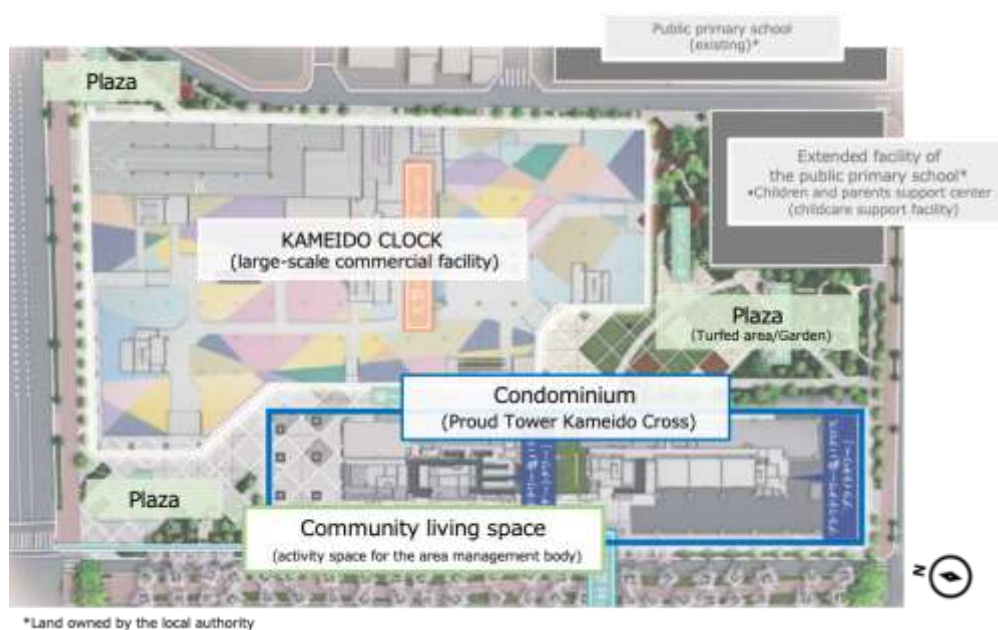 Public primary school
(existing)*
Plaza
Extended facility of
the public primary school*
•Children and parents support center
(childcare support facility)
KAMEIDO CLOCK
(large-scale commercial facility)
Plaza
(Turfed area/Garden)
Condominium
(Proud Tower Kameido Cross)
Plaza
Community living space
(activity space for the area management body)
N
*Land owned by the local authority